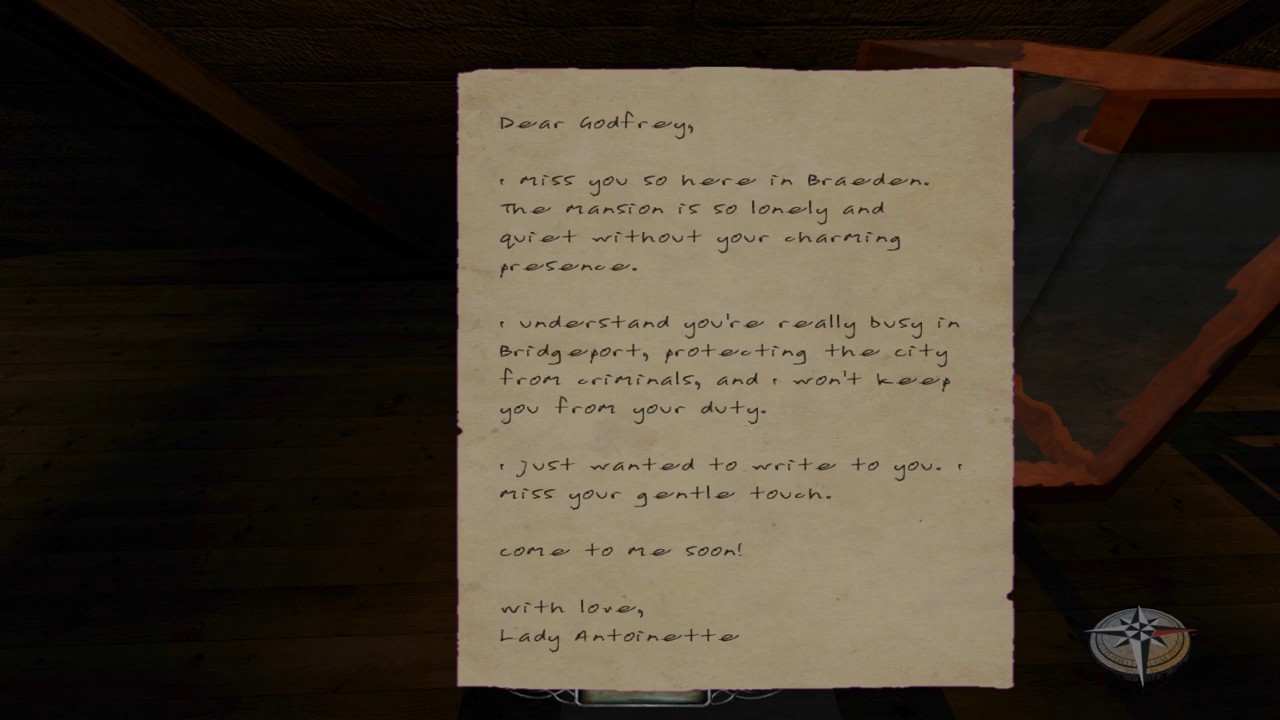 Dear Godfrey,
i miss you so here in Braeden.
The mansion is so lonely and
quiet without your charming
presence.
i understand you're really busy in
Bridgeport, protecting the city
from criminals, and i won't keep
you from your duty.
i just wanted to write to you. i
miss your gentle touch.
come to me soon!
with love,
Lady Antoinette